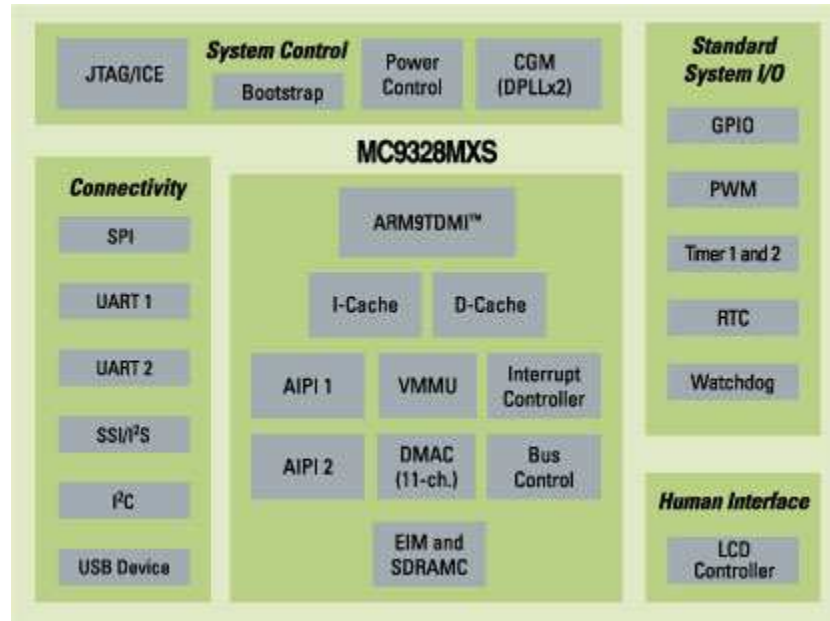 System Control
JTAG/ICE
Bootstrap
Power
Control
CGM
(DPLLx2)
Standard
System I/O
GPIO
PWM
Timer 1 and 2
RTC
Watchdog
MC9328MXS
Connectivity
SPI
UART 1
UART 2
SSI/I²S
I²C
USB Device
ARM9TDMI™
I-Cache
D-Cache
AIPI 1
VMMU
Interrupt
Controller
AIPI 2
DMAC
(11-ch.)
Bus
Control
EIM and
SDRAMC
Human Interface
LCD
Controller